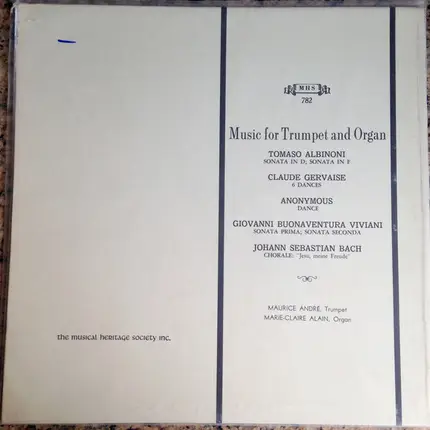 MHS
782
Music for Trumpet and Organ
TOMASO ALBINONI
SONATA IN D; SONATA IN F
CLAUDE GERVAISE
6 DANCES
ANONYMOUS
DANCE
GIOVANNI BUONAVENTURA VIVIANI
SONATA PRIMA; SONATA SECONDA
JOHANN SEBASTIAN BACH
CHORALE: "Jesu, meine Freude"
MAURICE ANDRÉ, Trumpet
MARIE-CLAIRE ALAIN, Organ
the musical heritage society inc.